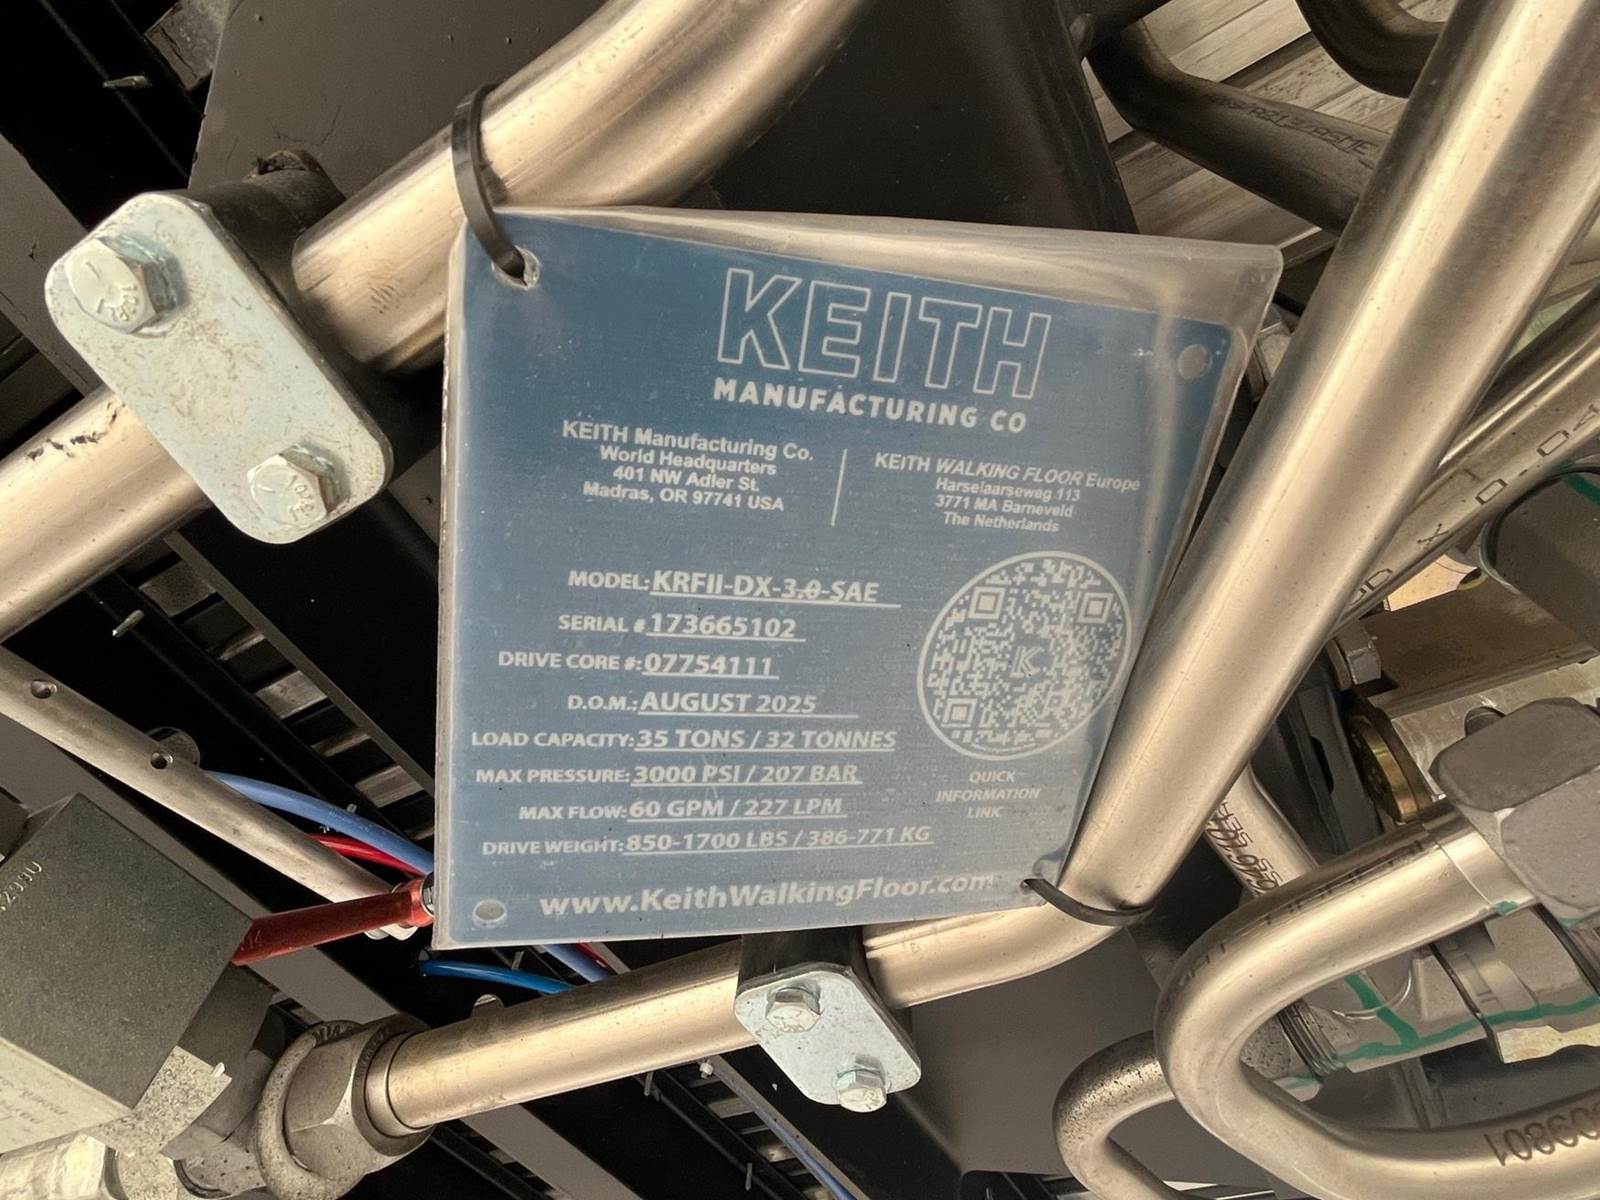 KEITH
MANUFACTURING CO
KEITH Manufacturing Co.
World Headquarters
401 NW Adler St.
Madras, OR 97741 USA
KEITH WALKING FLOOR Europe
Harselaarseweg 113
3771 MA Barneveld
The Netherlands
MODEL: KRFII-DX-3.0-SAE
SERIAL #: 173665102
DRIVE CORE #: 07754111
D.O.M.: AUGUST 2025
LOAD CAPACITY: 35 TONS / 32 TONNES
MAX PRESSURE: 3000 PSI / 207 BAR
MAX FLOW: 60 GPM / 227 LPM
DRIVE WEIGHT: 850-1700 LBS / 386-771 KG
QUICK
INFORMATION
LINK
www.KeithWalkingFloor.com